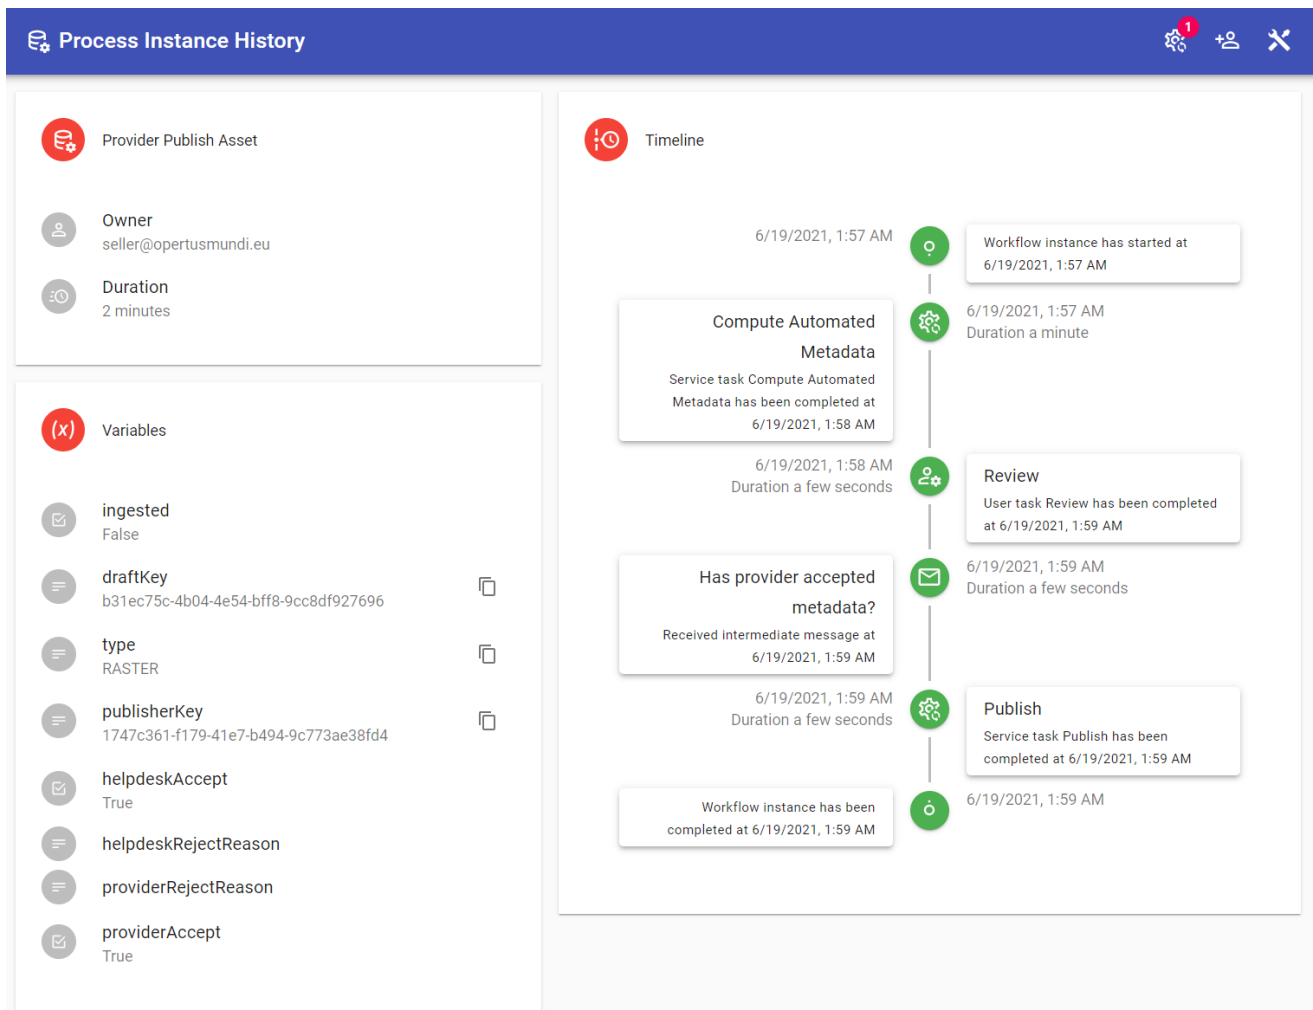 Process Instance History
1
Provider Publish Asset
Owner
seller@opertusmundi.eu
Duration
2 minutes
(x)
Variables
ingested
False
draftKey
b31ec75c-4b04-4e54-bff8-9cc8df927696
type
RASTER
publisherKey
1747c361-f179-41e7-b494-9c773ae38fd4
helpdeskAccept
True
helpdeskRejectReason
providerRejectReason
providerAccept
True
Timeline
6/19/2021, 1:57 AM
Workflow instance has started at
6/19/2021, 1:57 AM
Compute Automated
Metadata
Service task Compute Automated
Metadata has been completed at
6/19/2021, 1:58 AM
6/19/2021, 1:57 AM
Duration a minute
6/19/2021, 1:58 AM
Duration a few seconds
Review
User task Review has been completed
at 6/19/2021, 1:59 AM
Has provider accepted
metadata?
Received intermediate message at
6/19/2021, 1:59 AM
6/19/2021, 1:59 AM
Duration a few seconds
6/19/2021, 1:59 AM
Duration a few seconds
Publish
Service task Publish has been
completed at 6/19/2021, 1:59 AM
Workflow instance has been
completed at 6/19/2021, 1:59 AM
6/19/2021, 1:59 AM